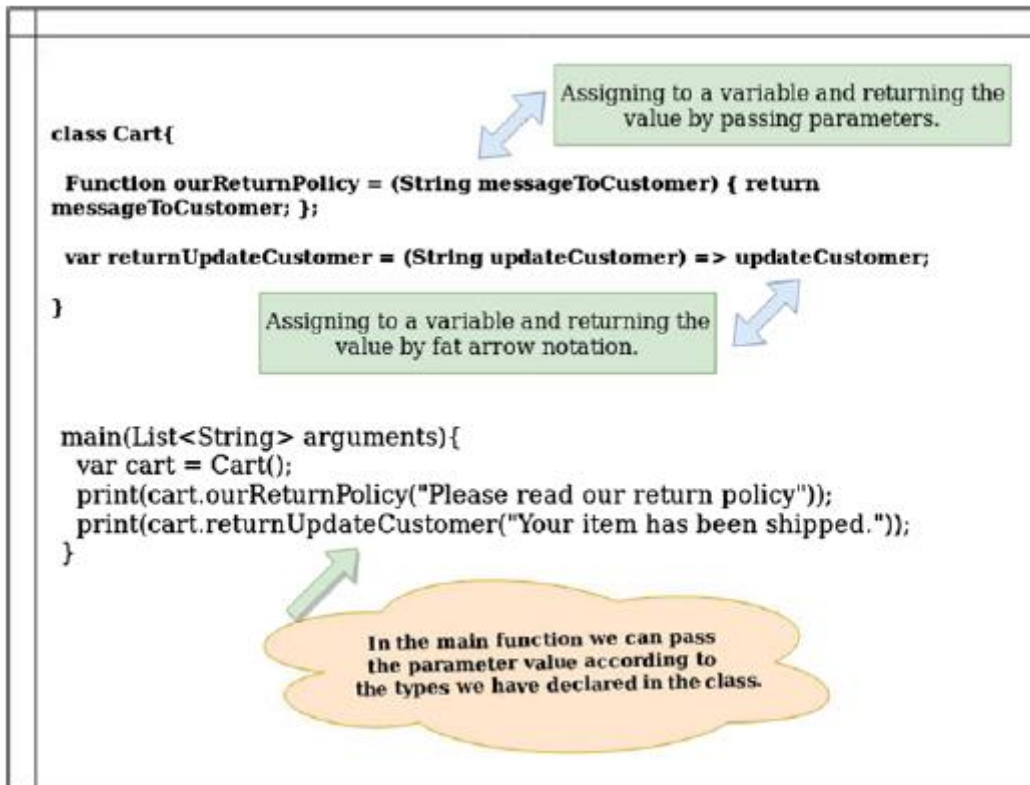 Assigning to a variable and returning the
value by passing parameters.
class Cart{
Function ourReturnPolicy = (String messageToCustomer) { return
messageToCustomer; };
var returnUpdateCustomer = (String updateCustomer) => updateCustomer;
}
Assigning to a variable and returning the
value by fat arrow notation.
main(List<String> arguments){
var cart = Cart();
print(cart.ourReturnPolicy("Please read our return policy"));
print(cart.returnUpdateCustomer("Your item has been shipped."));
}
In the main function we can pass
the parameter value according to
the types we have declared in the class.